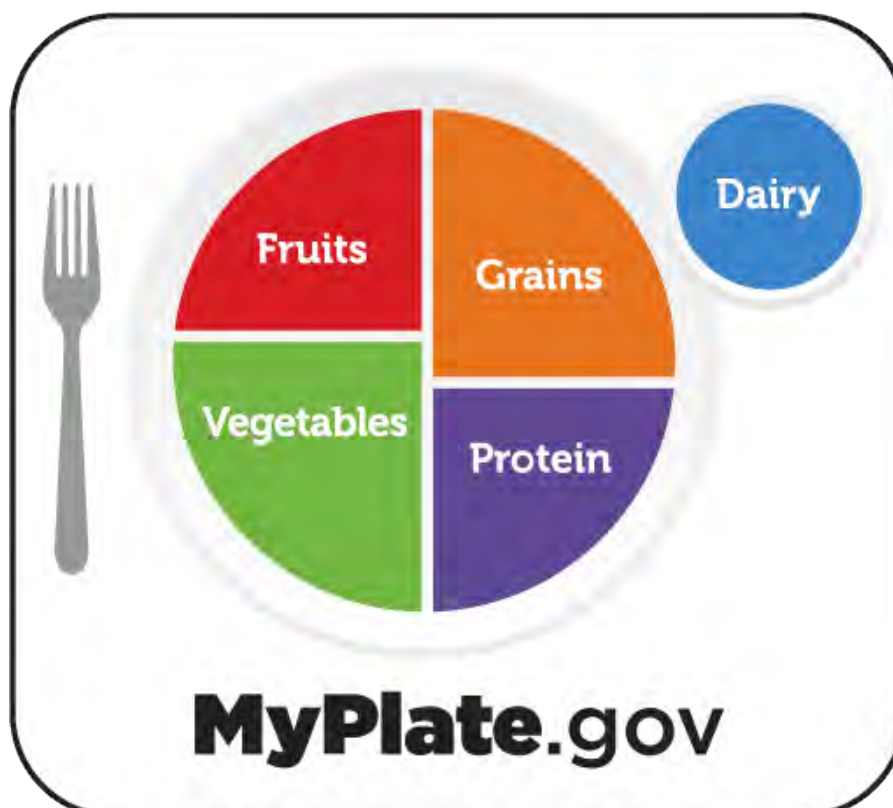 Fruits
Grains
Dairy
Vegetables
Protein
MyPlate.gov